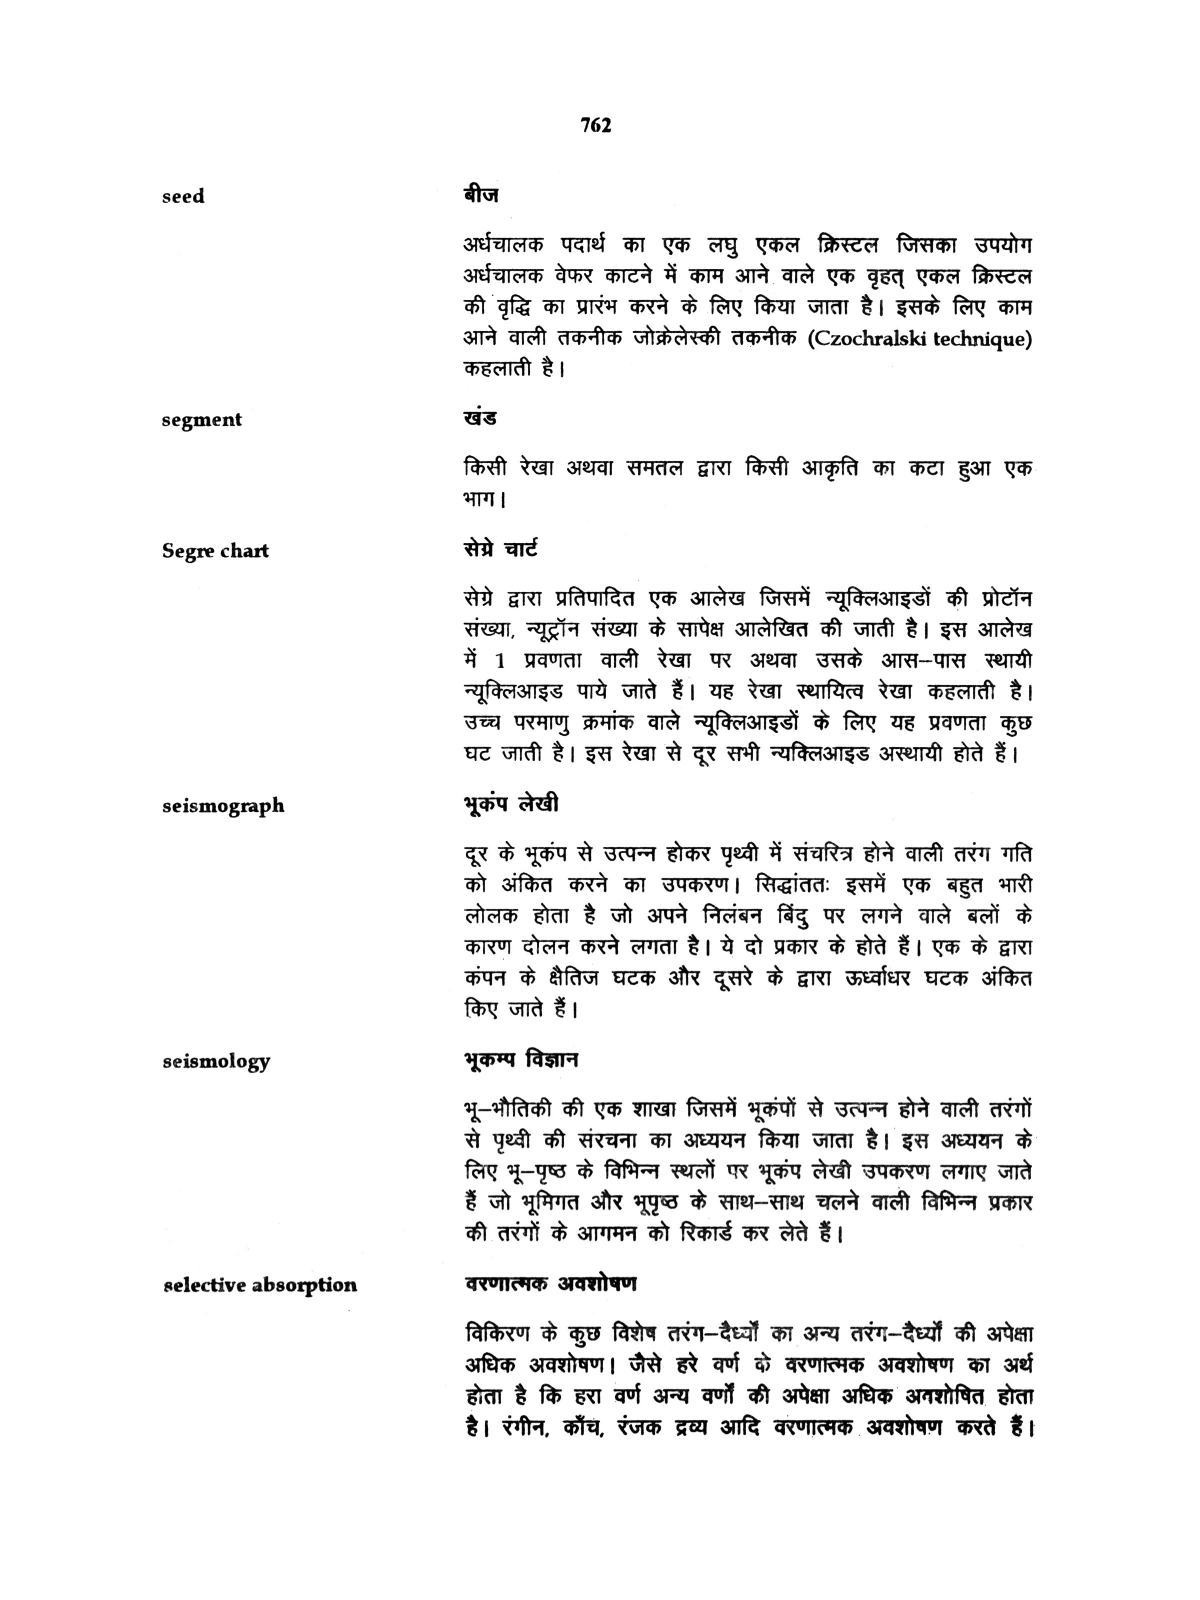 762
seed बीज
अर्धचालक पदार्थ का एक लघु एकल क्रिस्टल जिसका उपयोग
अर्धचालक वेफर काटने में काम आने वाले एक वृहत् एकल क्रिस्टल
की वृद्धि का प्रारंभ करने के लिए किया जाता है। इसके लिए काम
आने वाली तकनीक जोक्रेलेस्की तकनीक (Czochralski technique)
कहलाती है।
segment खंड
किसी रेखा अथवा समतल द्वारा किसी आकृति का कटा हुआ एक
भाग।
Segre chart सेग्रे चार्ट
सेग्रे द्वारा प्रतिपादित एक आलेख जिसमें न्यूक्लिआइडों की प्रोटॉन
संख्या, न्यूट्रॉन संख्या के सापेक्ष आलेखित की जाती है। इस आलेख
में 1 प्रवणता वाली रेखा पर अथवा उसके आस–पास स्थायी
न्यूक्लिआइड पाये जाते हैं। यह रेखा स्थायित्व रेखा कहलाती है।
उच्च परमाणु क्रमांक वाले न्यूक्लिआइडों के लिए यह प्रवणता कुछ
घट जाती है। इस रेखा से दूर सभी न्यक्लिआइड अस्थायी होते हैं।
seismograph भूकंप लेखी
दूर के भूकंप से उत्पन्न होकर पृथ्वी में संचरित्र होने वाली तरंग गति
को अंकित करने का उपकरण। सिद्धांततः इसमें एक बहुत भारी
लोलक होता है जो अपने निलंबन बिंदु पर लगने वाले बलों के
कारण दोलन करने लगता है। ये दो प्रकार के होते हैं। एक के द्वारा
कंपन के क्षैतिज घटक और दूसरे के द्वारा ऊर्ध्वाधर घटक अंकित
किए जाते हैं।
seismology भूकम्प विज्ञान
भू–भौतिकी की एक शाखा जिसमें भूकंपों से उत्पन्न होने वाली तरंगों
से पृथ्वी की संरचना का अध्ययन किया जाता है। इस अध्ययन के
लिए भू–पृष्ठ के विभिन्न स्थलों पर भूकंप लेखी उपकरण लगाए जाते
हैं जो भूमिगत और भूपृष्ठ के साथ–साथ चलने वाली विभिन्न प्रकार
की तरंगों के आगमन को रिकार्ड कर लेते हैं।
selective absorption वरणात्मक अवशोषण
विकिरण के कुछ विशेष तरंग–दैर्ध्यों का अन्य तरंग–दैर्ध्यों की अपेक्षा
अधिक अवशोषण। जैसे हरे वर्ण के वरणात्मक अवशोषण का अर्थ
होता है कि हरा वर्ण अन्य वर्णों की अपेक्षा अधिक अवशोषित होता
है। रंगीन, काँच, रंजक द्रव्य आदि वरणात्मक अवशोषण करते हैं।